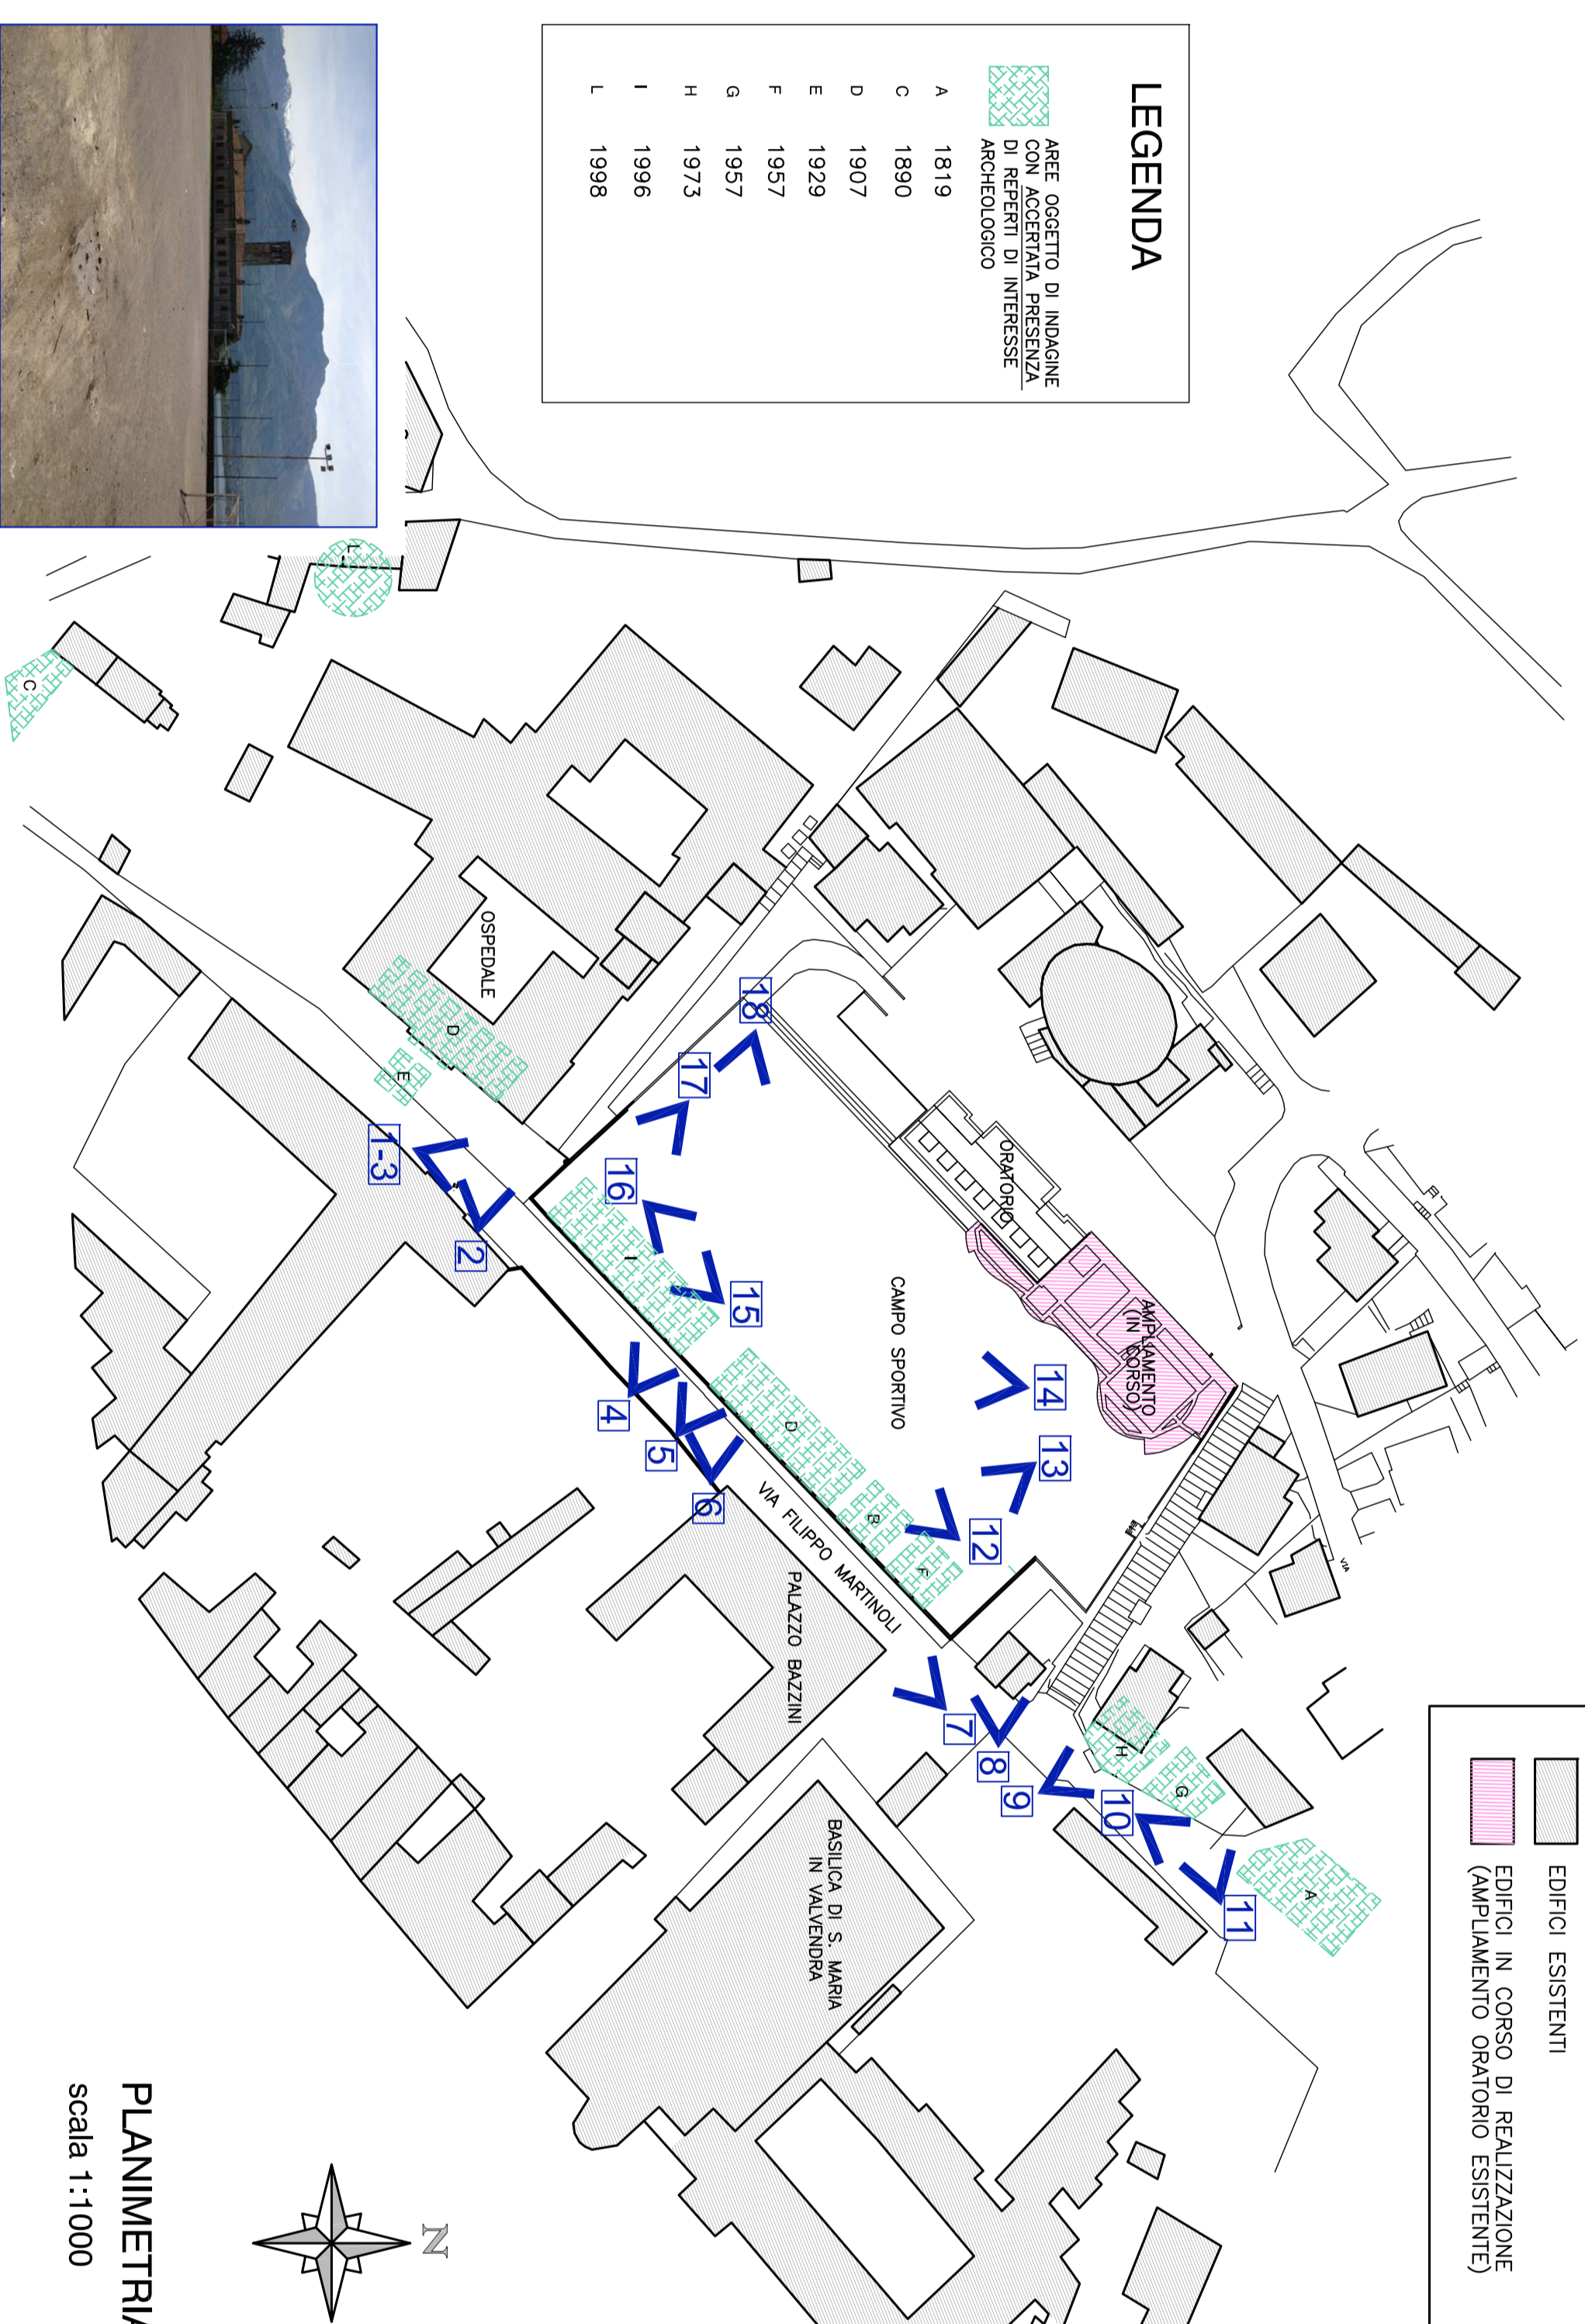 LEGENDA
AREE OGGETTO DI INDAGINE
CON ACCERTATA PRESENZA
DI REPERTI DI INTERESSE
ARCHEOLOGICO
A 1819
C 1890
D 1907
E 1929
F 1957
G 1957
H 1973
I 1996
L 1998
EDIFICI ESISTENTI
EDIFICI IN CORSO DI REALIZZAZIONE
(AMPLIAMENTO ORATORIO ESISTENTE)
L
C
OSPEDALE
D
E
1-3
2
18
17
16
I
15
4
5
6
ORATORIO
AMPLIAMENTO
(IN CORSO)
CAMPO SPORTIVO
14
13
12
D
B
F
VIA FILIPPO MARTINOLI
PALAZZO BAZZINI
VIA
7
8
9
10
11
H
G
A
BASILICA DI S. MARIA
IN VALVENDRA
N
PLANIMETRIA
scala 1:1000